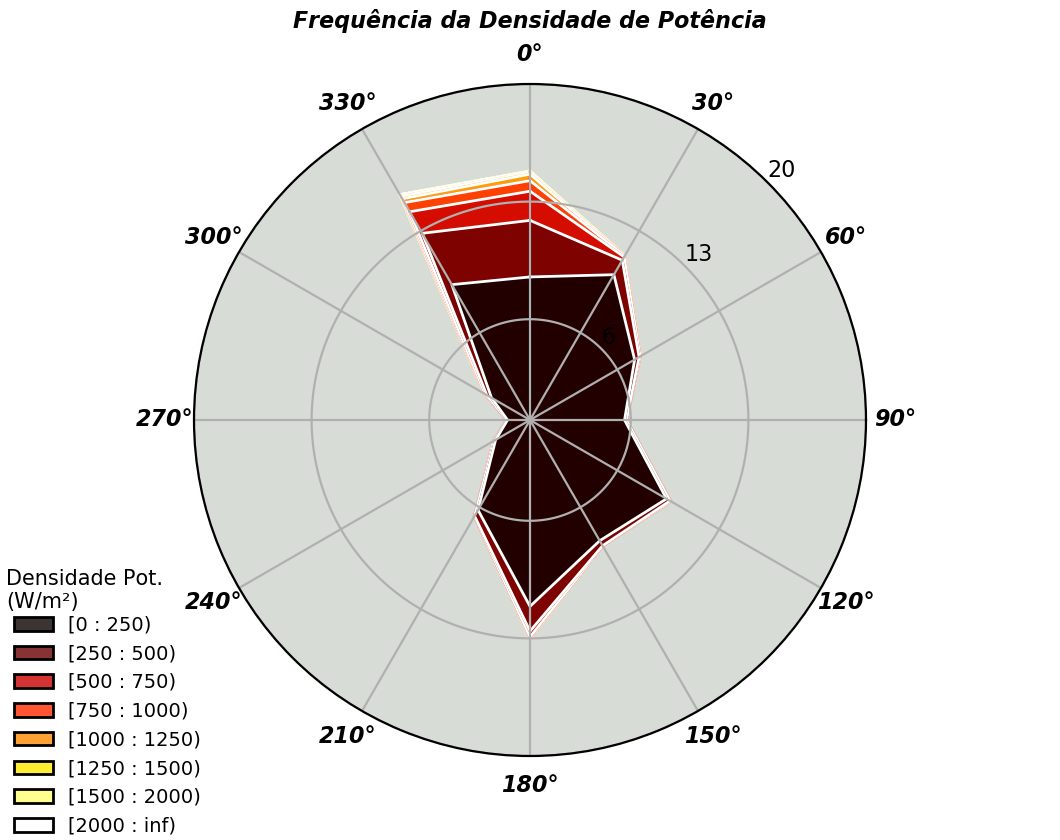 Frequência da Densidade de Potência
0°
330°
30°
20
300°
60°
13
6
270°
90°
Densidade Pot.
(W/m²)
240°
120°
[0 : 250)
[250 : 500)
[500 : 750)
[750 : 1000)
210°
150°
[1000 : 1250)
[1250 : 1500)
180°
[1500 : 2000)
[2000 : inf)